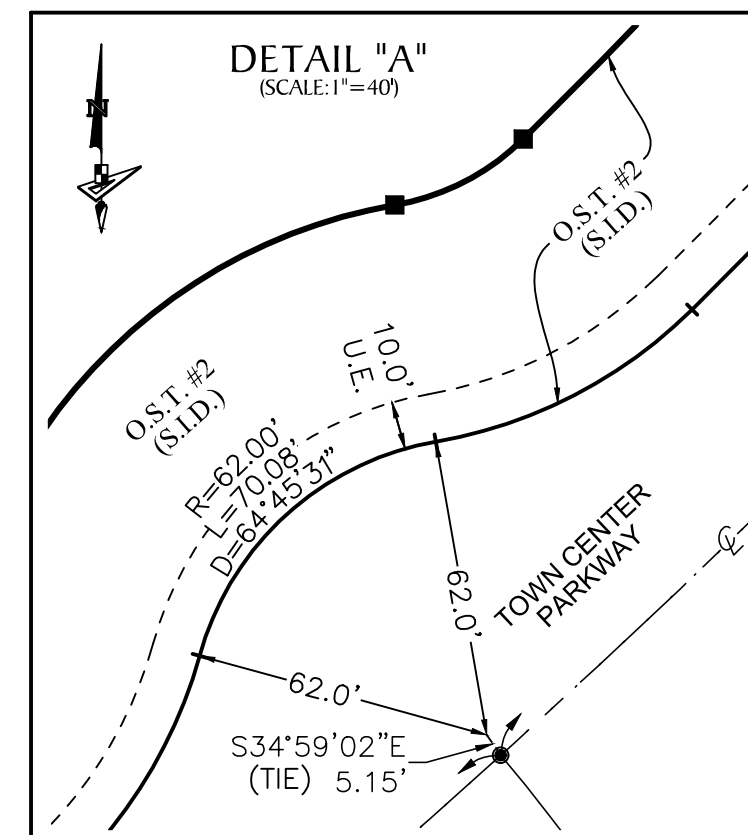 DETAIL "A"
(SCALE: 1"=40')
N
O.S.T. #2
(S.I.D.)
10.0'
U.E.
O.S.T. #2
(S.I.D.)
R=62.00'
L=70.08'
D=64°45'31"
TOWN CENTER
PARKWAY
℄
62.0'
62.0'
S34°59'02"E
(TIE) 5.15'